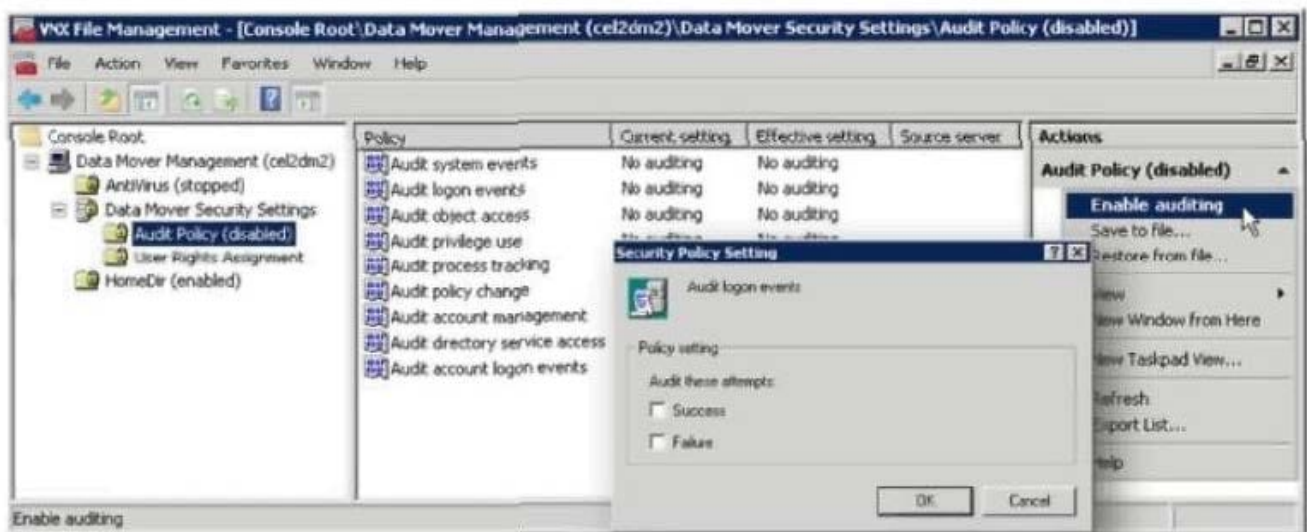 VNX File Management - [Console Root\Data Mover Management (cel2dm2)\Data Mover Security Settings\Audit Policy (disabled)]
File Action View Favorites Window Help
Console Root
Data Mover Management (cel2dm2)
AntiVirus (stopped)
Data Mover Security Settings
Audit Policy (disabled)
User Rights Assignment
HomeDir (enabled)
Policy Current setting Effective setting Source server
Audit system events No auditing No auditing
Audit logon events No auditing No auditing
Audit object access No auditing No auditing
Audit privilege use
Audit process tracking
Audit policy change
Audit account management
Audit directory service access
Audit account logon events
Security Policy Setting
Audit logon events
Policy setting
Audit these attempts:
Success
Failure
OK Cancel
Actions
Audit Policy (disabled)
Enable auditing
Save to file...
Restore from file...
View
New Window from Here
New Taskpad View...
Refresh
Export List...
Help
Enable auditing